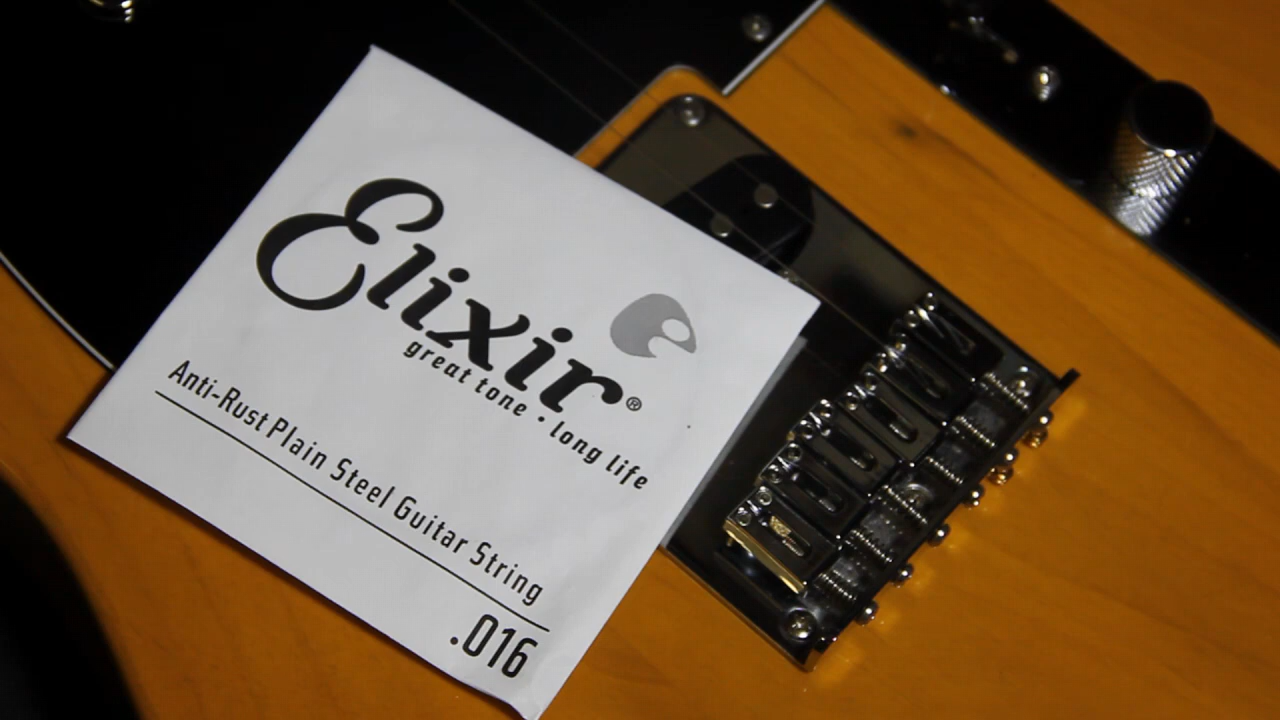 Elixir®
great tone • long life
Anti-Rust Plain Steel Guitar String
.016